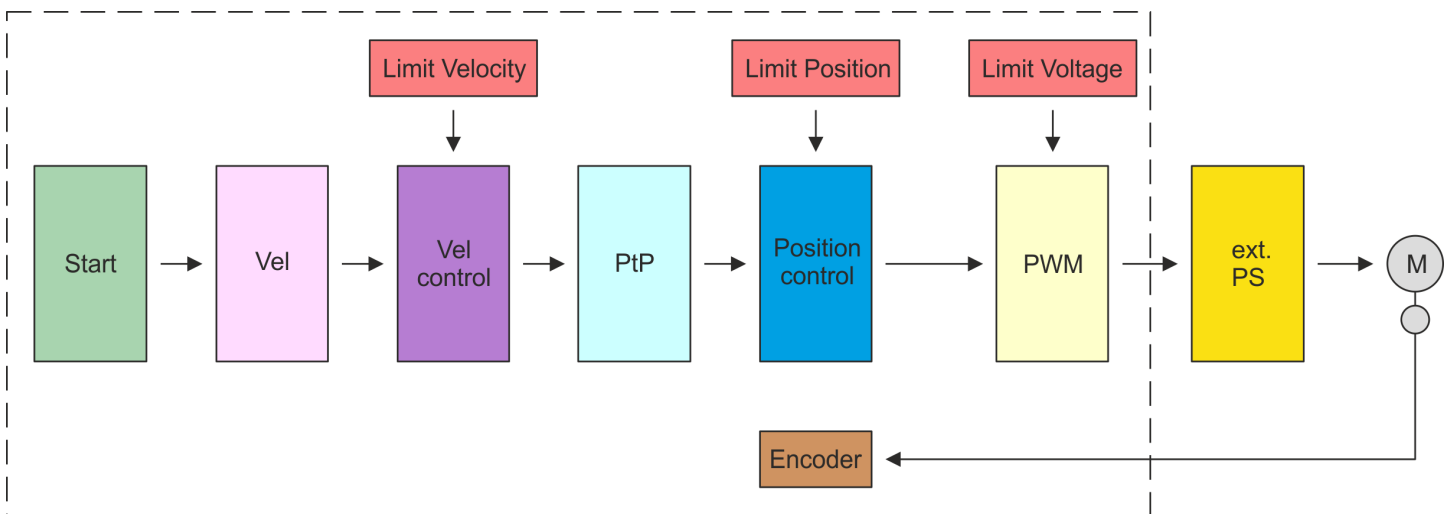 Limit Velocity
Limit Position
Limit Voltage
Start
Vel
Vel
control
PtP
Position
control
PWM
ext.
PS
M
Encoder